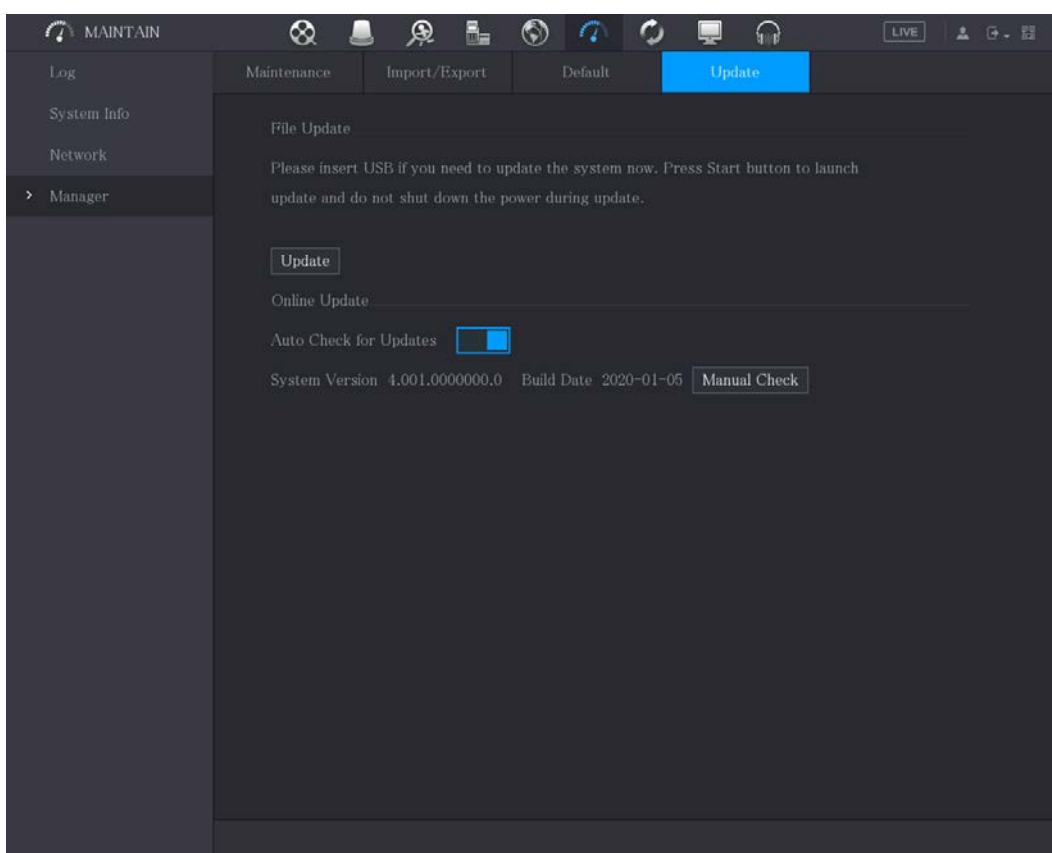 MAINTAIN
LIVE
Log
System Info
Network
Manager
Maintenance
Import/Export
Default
Update
File Update
Please insert USB if you need to update the system now. Press Start button to launch
update and do not shut down the power during update.
Update
Online Update
Auto Check for Updates
System Version 4.001.0000000.0 Build Date 2020-01-05 Manual Check